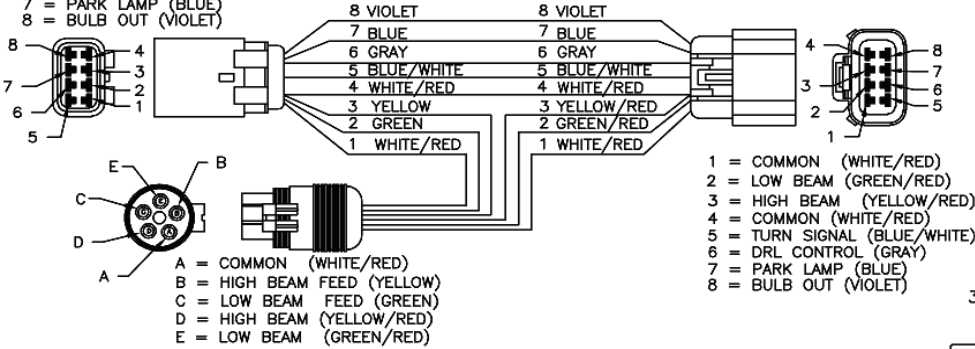 7 = PARK LAMP (BLUE)
8 = BULB OUT (VIOLET)
8
7
6
5
4
3
2
1
8 VIOLET
7 BLUE
6 GRAY
5 BLUE/WHITE
4 WHITE/RED
3 YELLOW
2 GREEN
1 WHITE/RED
8 VIOLET
7 BLUE
6 GRAY
5 BLUE/WHITE
4 WHITE/RED
3 YELLOW/RED
2 GREEN/RED
1 WHITE/RED
4
3
2
1
8
7
6
5
1 = COMMON (WHITE/RED)
2 = LOW BEAM (GREEN/RED)
3 = HIGH BEAM (YELLOW/RED)
4 = COMMON (WHITE/RED)
5 = TURN SIGNAL (BLUE/WHITE)
6 = DRL CONTROL (GRAY)
7 = PARK LAMP (BLUE)
8 = BULB OUT (VIOLET)
3
E
B
C
D
A
A = COMMON (WHITE/RED)
B = HIGH BEAM FEED (YELLOW)
C = LOW BEAM FEED (GREEN)
D = HIGH BEAM (YELLOW/RED)
E = LOW BEAM (GREEN/RED)